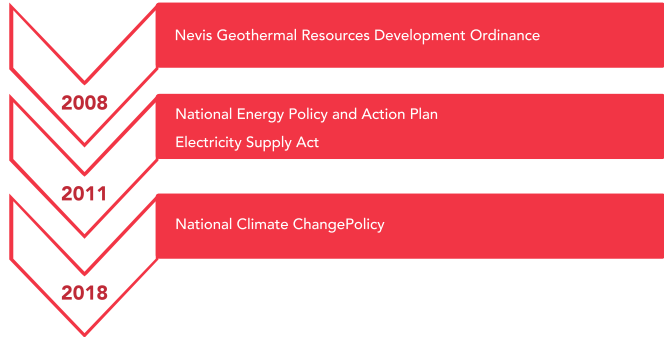 Nevis Geothermal Resources Development Ordinance
2008
National Energy Policy and Action Plan
Electricity Supply Act
2011
National Climate ChangePolicy
2018